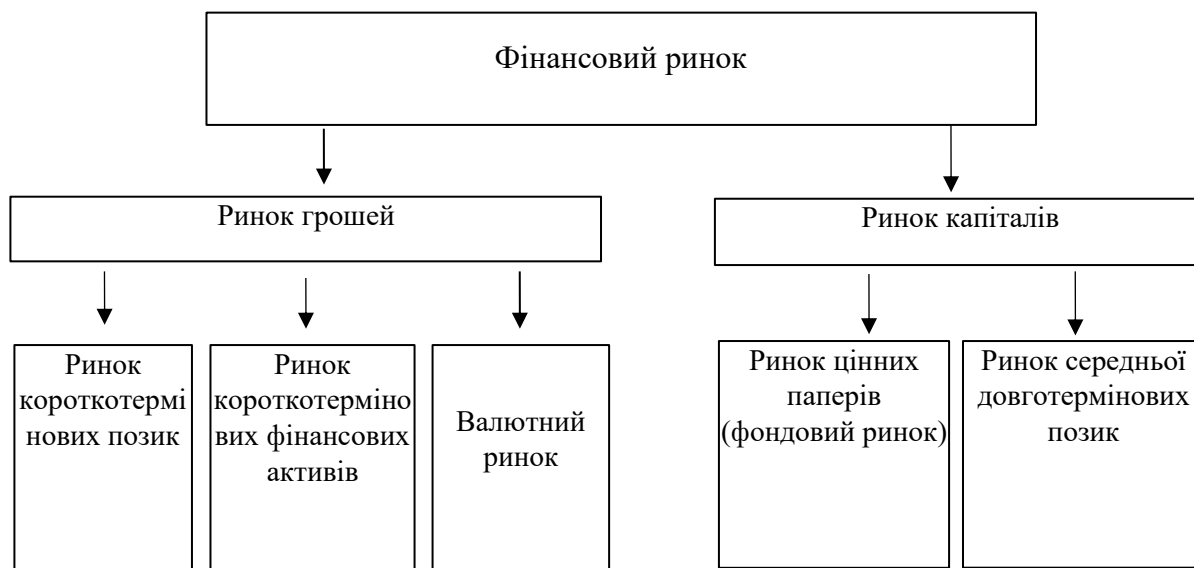 Фінансовий ринок
Ринок грошей
Ринок капіталів
Ринок
короткотермі
нових позик
Ринок
короткотерміно
вих фінансових
активів
Валютний
ринок
Ринок цінних
паперів
(фондовий ринок)
Ринок середньої
довготермінових
позик